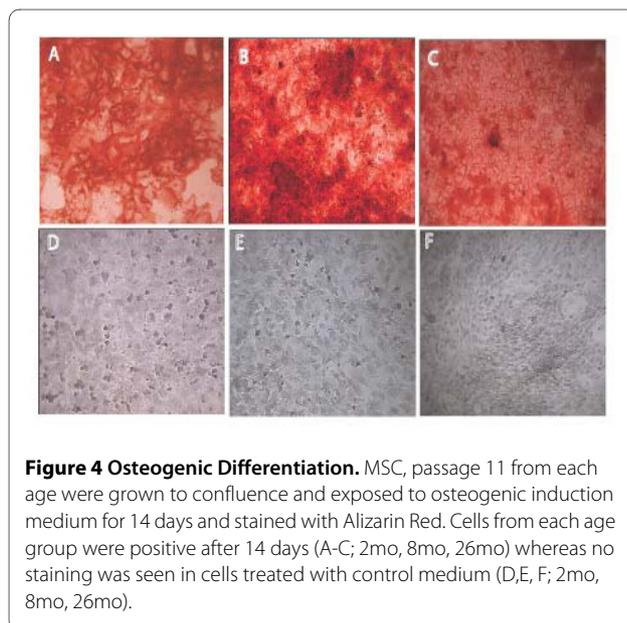 A
B
C
D
E
F
Figure 4 Osteogenic Differentiation. MSC, passage 11 from each
age were grown to confluence and exposed to osteogenic induction
medium for 14 days and stained with Alizarin Red. Cells from each age
group were positive after 14 days (A-C; 2mo, 8mo, 26mo) whereas no
staining was seen in cells treated with control medium (D,E, F; 2mo,
8mo, 26mo).